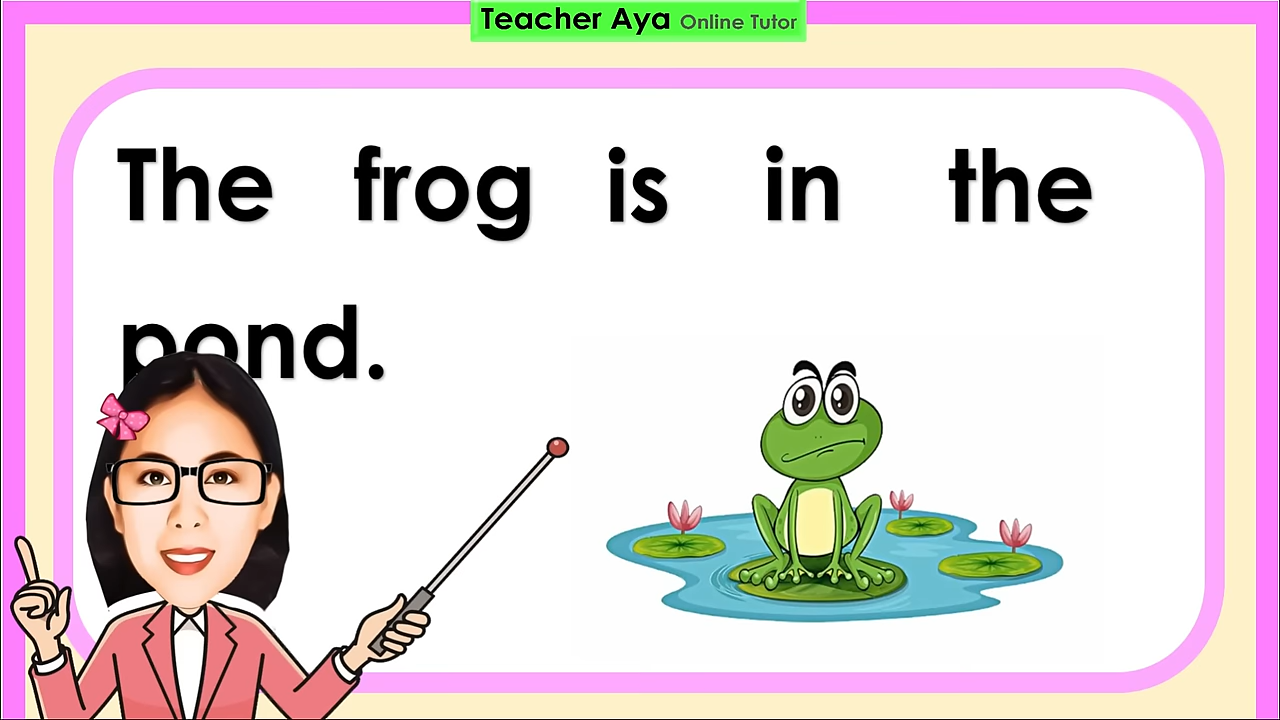 Teacher Aya Online Tutor
The frog is in the
pond.